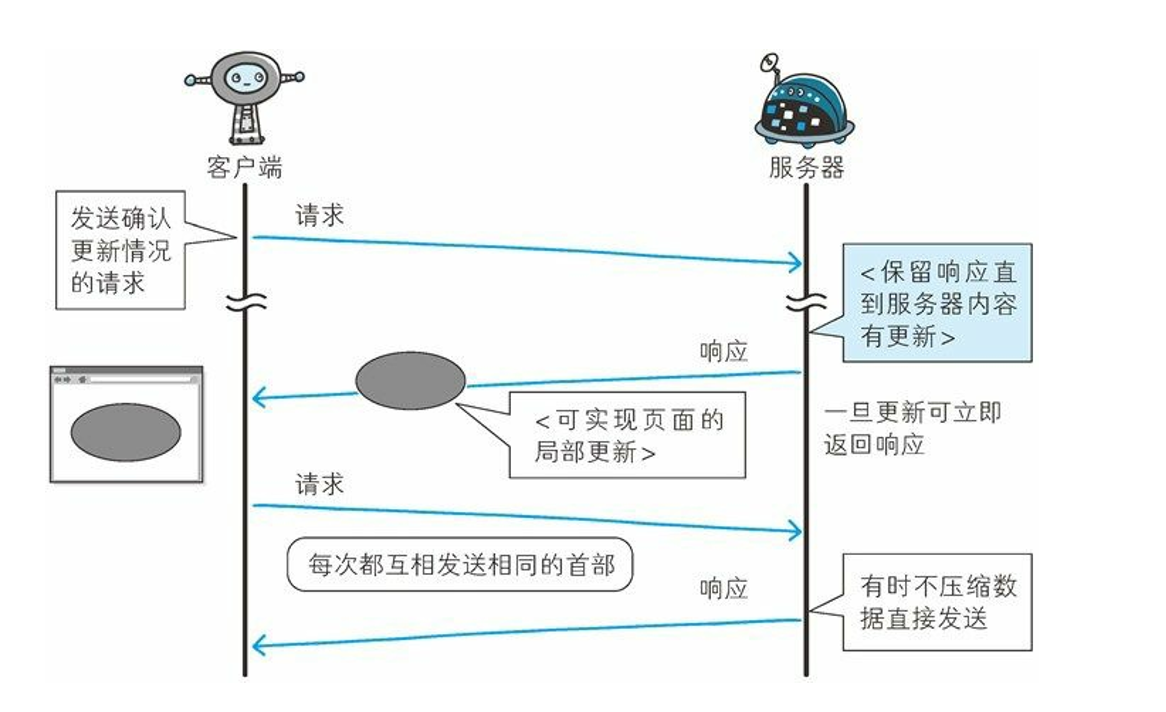 客户端
服务器
发送确认
更新情况
的请求
请求
<保留响应直
到服务器内容
有更新>
响应
<可实现页面的
局部更新>
一旦更新可立即
返回响应
请求
每次都互相发送相同的首部
响应
有时不压缩数
据直接发送